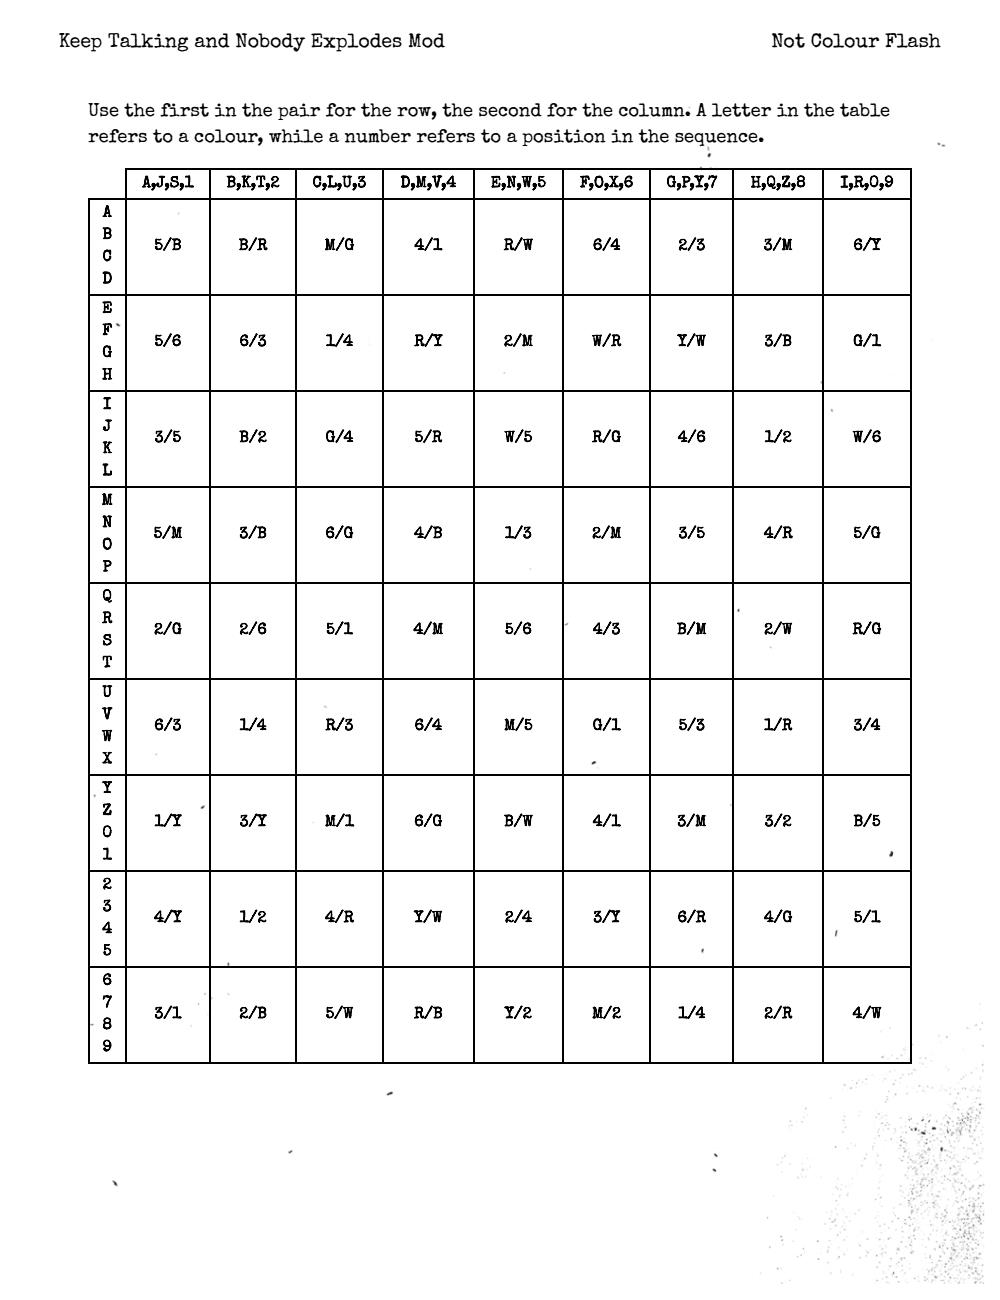 Keep Talking and Nobody Explodes Mod Not Colour Flash
Use the first in the pair for the row, the second for the column. A letter in the table
refers to a colour, while a number refers to a position in the sequence.
A,J,S,1 B,K,T,2 C,L,U,3 D,M,V,4 E,N,W,5 F,O,X,6 G,P,Y,7 H,Q,Z,8 I,R,0,9
A
B
C
D
5/B B/R M/G 4/1 R/W 6/4 2/3 3/M 6/Y
E
F
G
H
5/6 6/3 1/4 R/Y 2/M W/R Y/W 3/B G/1
I
J
K
L
3/5 B/2 G/4 5/R W/5 R/G 4/6 1/2 W/6
M
N
O
P
5/M 3/B 6/G 4/B 1/3 2/M 3/5 4/R 5/G
Q
R
S
T
2/G 2/6 5/1 4/M 5/6 4/3 B/M 2/W R/G
U
V
W
X
6/3 1/4 R/3 6/4 M/5 G/1 5/3 1/R 3/4
Y
Z
0
1
1/Y 3/Y M/1 6/G B/W 4/1 3/M 3/2 B/5
2
3
4
5
4/Y 1/2 4/R Y/W 2/4 3/Y 6/R 4/G 5/1
6
7
8
9
3/1 2/B 5/W R/B Y/2 M/2 1/4 2/R 4/W